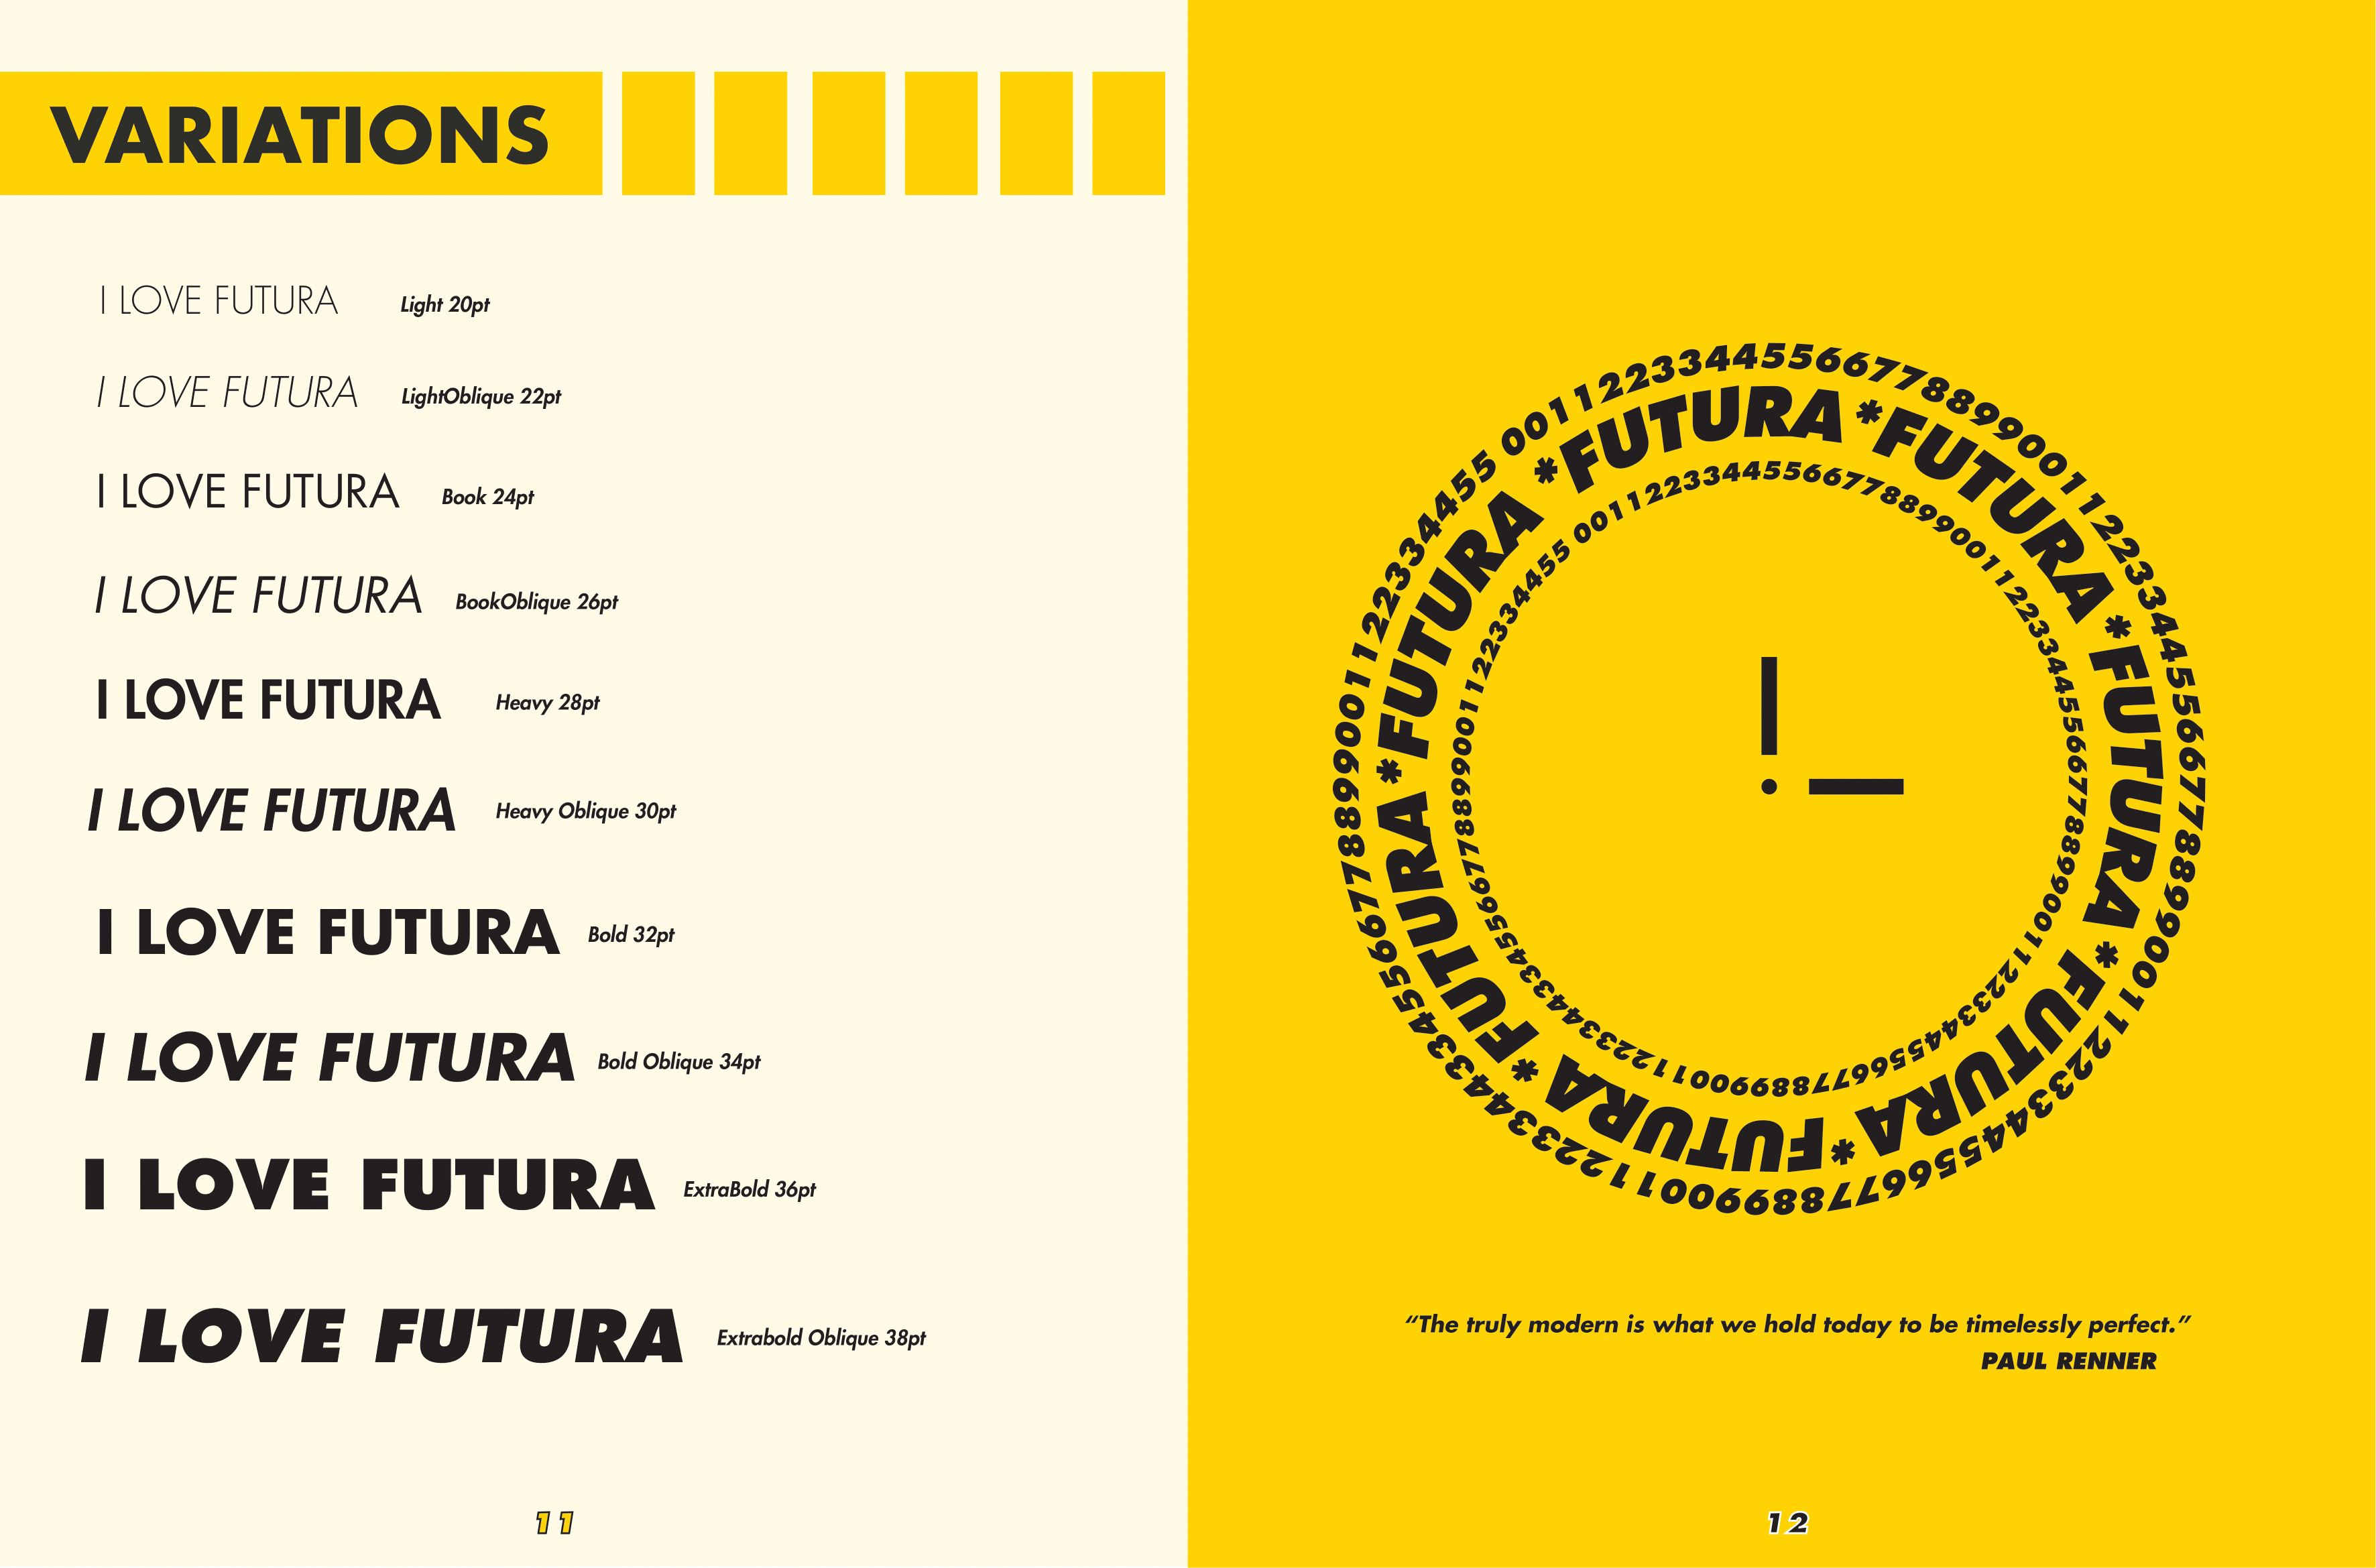 VARIATIONS
I LOVE FUTURA Light 20pt
I LOVE FUTURA LightOblique 22pt
I LOVE FUTURA Book 24pt
I LOVE FUTURA BookOblique 26pt
I LOVE FUTURA Heavy 28pt
I LOVE FUTURA Heavy Oblique 30pt
I LOVE FUTURA Bold 32pt
I LOVE FUTURA Bold Oblique 34pt
I LOVE FUTURA ExtraBold 36pt
I LOVE FUTURA Extrabold Oblique 38pt
11
00112233445566778899001122334455667788990011223344556677889900112233443345566778899001122334455
*FUTURA *FUTURA *FUTURA *FUTURA *FUTURA *FUTURA *FUTURA
00112233445566778899001122334455667788990011223344556677889900112233443345566778899001122334455
“The truly modern is what we hold today to be timelessly perfect.”
PAUL RENNER
12